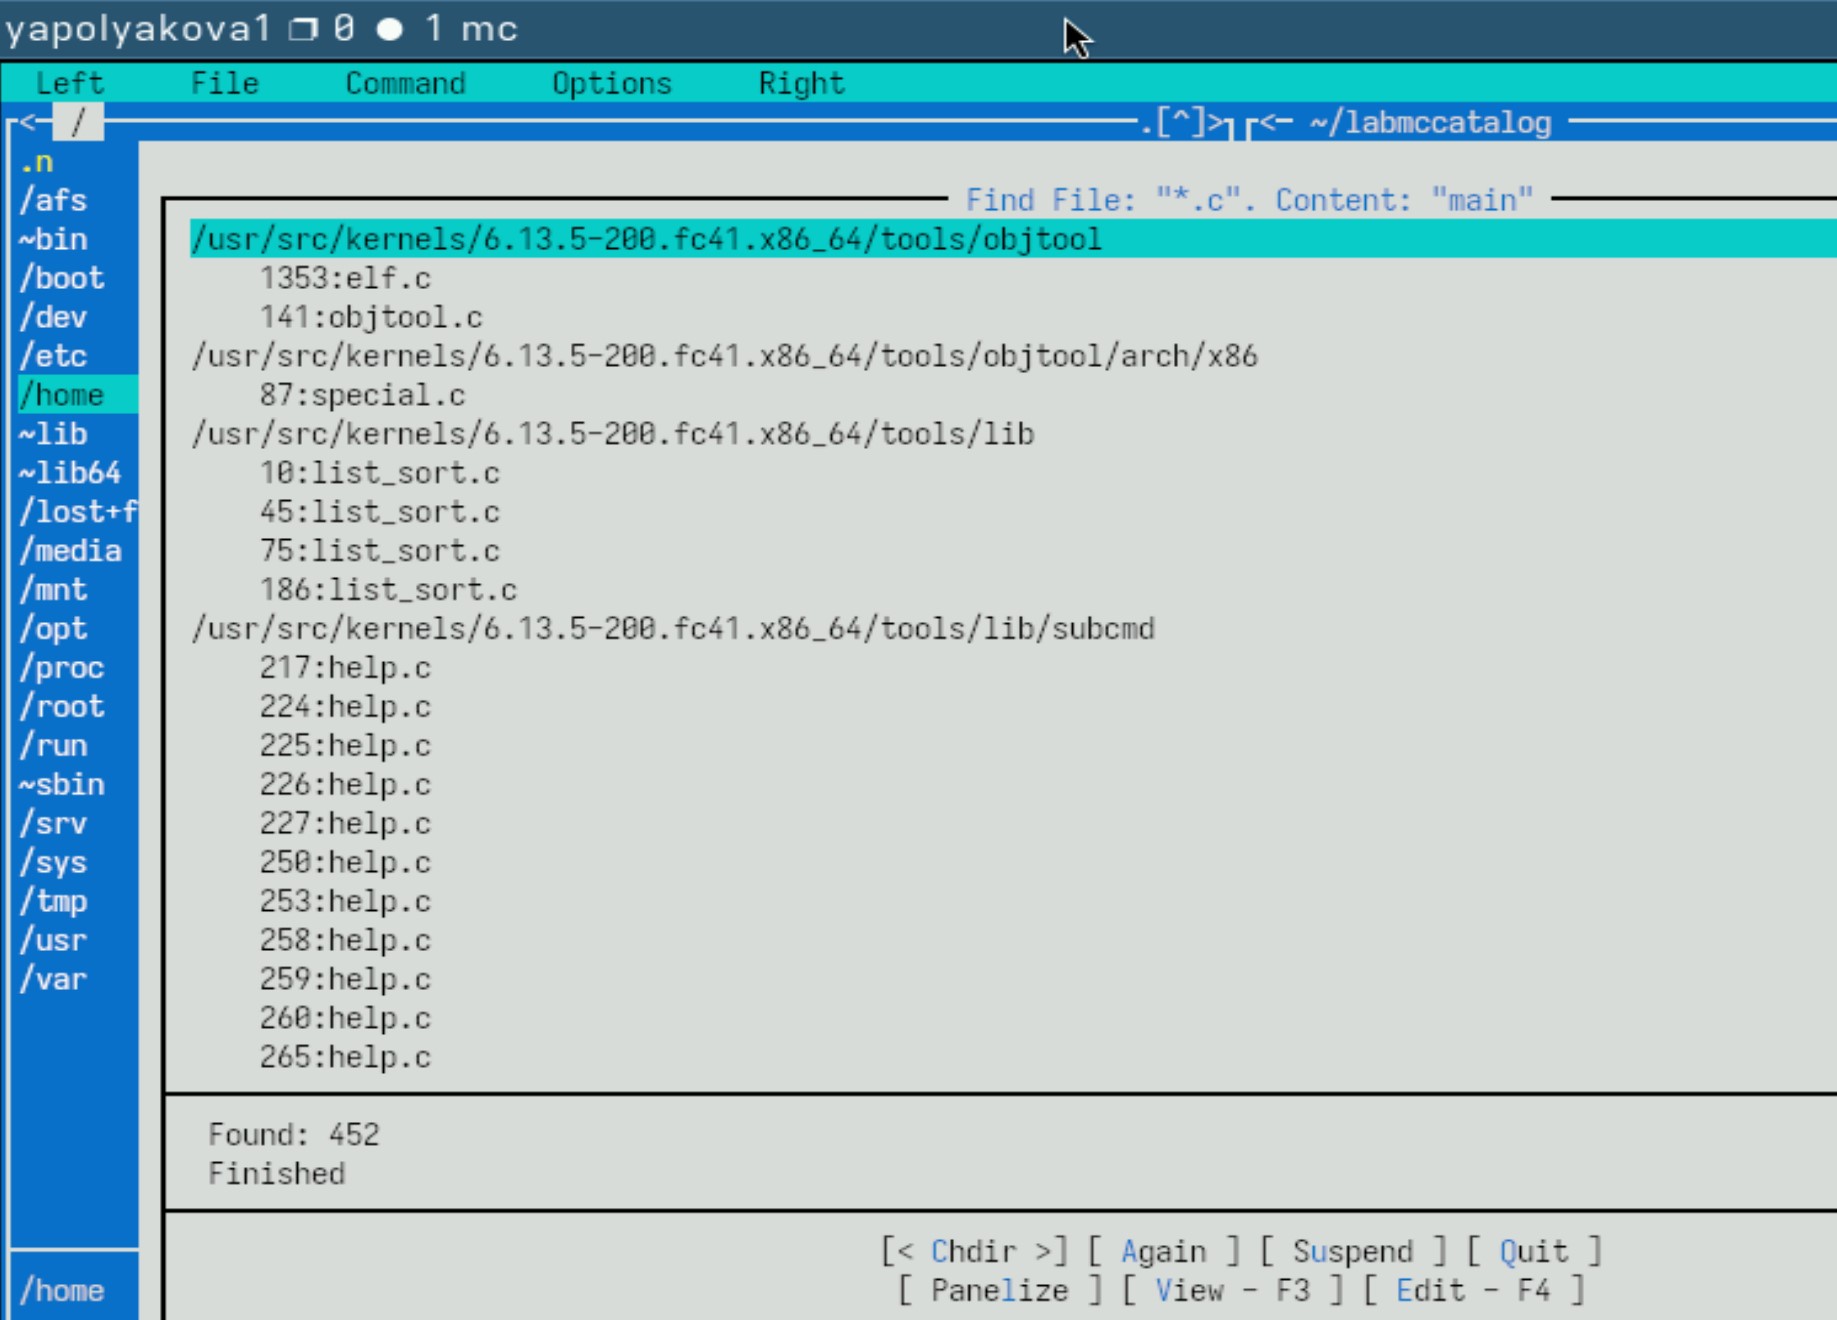 yapolyakova1 0 1 mc
Left File Command Options Right
<- / .[^]> <- ~/labmccatalog
.n
/afs
~bin
/boot
/dev
/etc
/home
~lib
~lib64
/lost+f
/media
/mnt
/opt
/proc
/root
/run
~sbin
/srv
/sys
/tmp
/usr
/var
/home
Find File: "*.c". Content: "main"
/usr/src/kernels/6.13.5-200.fc41.x86_64/tools/objtool
1353:elf.c
141:objtool.c
/usr/src/kernels/6.13.5-200.fc41.x86_64/tools/objtool/arch/x86
87:special.c
/usr/src/kernels/6.13.5-200.fc41.x86_64/tools/lib
10:list_sort.c
45:list_sort.c
75:list_sort.c
186:list_sort.c
/usr/src/kernels/6.13.5-200.fc41.x86_64/tools/lib/subcmd
217:help.c
224:help.c
225:help.c
226:help.c
227:help.c
250:help.c
253:help.c
258:help.c
259:help.c
260:help.c
265:help.c
Found: 452
Finished
[< Chdir >] [ Again ] [ Suspend ] [ Quit ]
[ Panelize ] [ View - F3 ] [ Edit - F4 ]